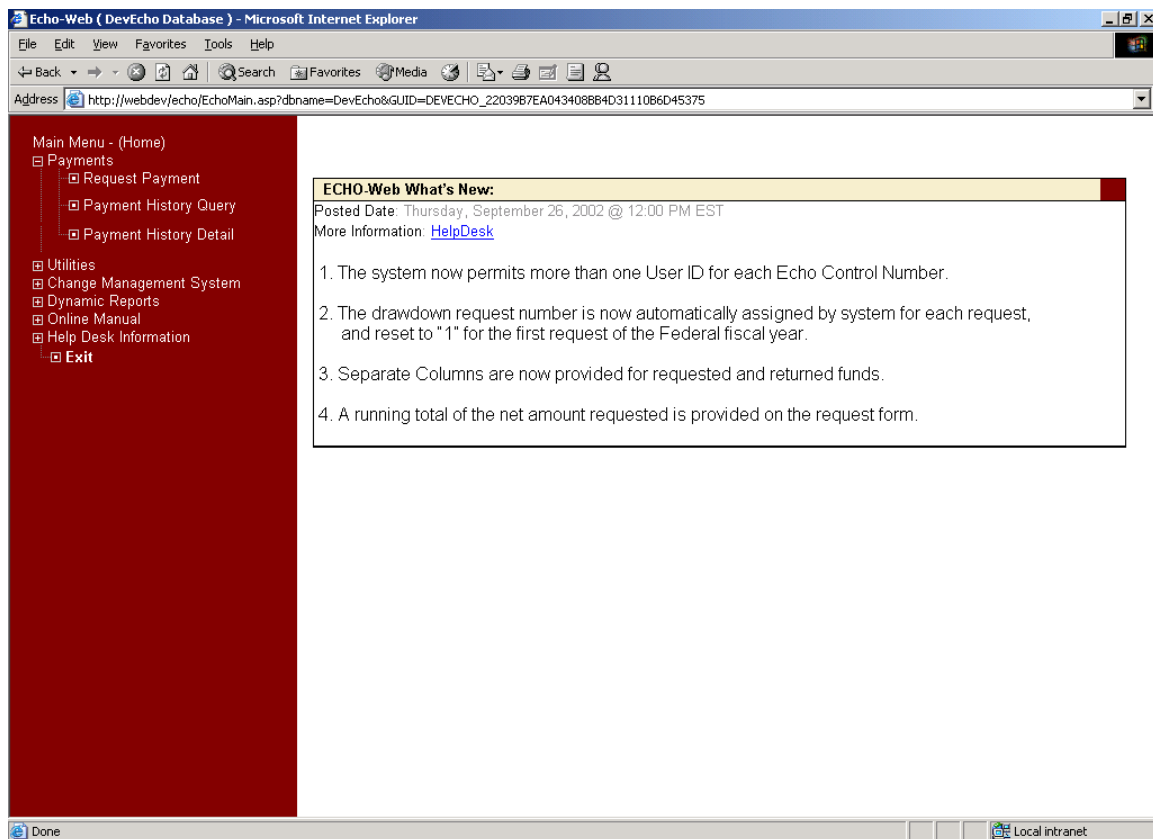 Echo-Web ( DevEcho Database ) - Microsoft Internet Explorer
File Edit View Favorites Tools Help
Back Search Favorites Media
Address http://webdev/echo/EchoMain.asp?dbname=DevEcho&GUID=DEVECHO_22039B7EA043408BB4D31110B6D45375
Main Menu - (Home)
Payments
Request Payment
Payment History Query
Payment History Detail
Utilities
Change Management System
Dynamic Reports
Online Manual
Help Desk Information
Exit
ECHO-Web What's New:
Posted Date: Thursday, September 26, 2002 @ 12:00 PM EST
More Information: HelpDesk
1. The system now permits more than one User ID for each Echo Control Number.
2. The drawdown request number is now automatically assigned by system for each request,
and reset to "1" for the first request of the Federal fiscal year.
3. Separate Columns are now provided for requested and returned funds.
4. A running total of the net amount requested is provided on the request form.
Done Local intranet